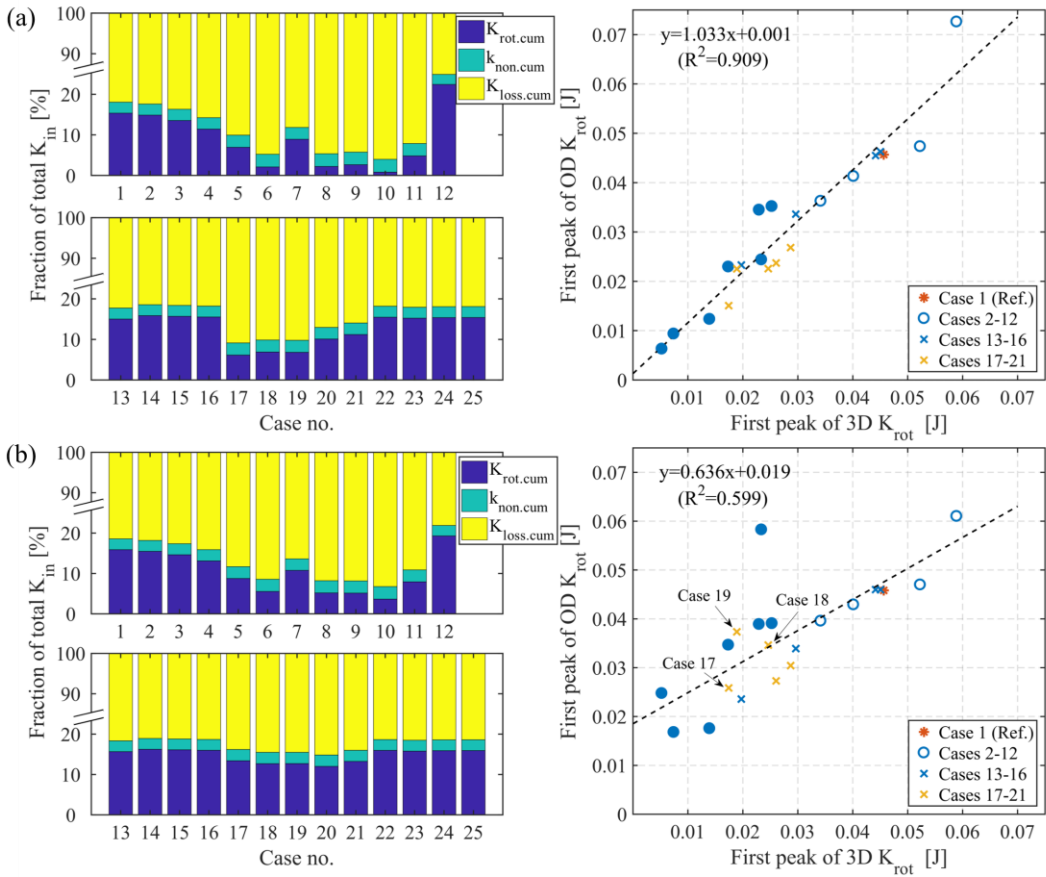 (a)
Fraction of total K_in [%]
100
90
20
10
0
K_rot.cum
k_non.cum
K_loss.cum
1 2 3 4 5 6 7 8 9 10 11 12
100
90
20
10
0
13 14 15 16 17 18 19 20 21 22 23 24 25
Case no.
First peak of OD K_rot [J]
0.07
0.06
0.05
0.04
0.03
0.02
0.01
0
y=1.033x+0.001
(R²=0.909)
Case 1 (Ref.)
Cases 2-12
Cases 13-16
Cases 17-21
0.01 0.02 0.03 0.04 0.05 0.06 0.07
First peak of 3D K_rot [J]
(b)
Fraction of total K_in [%]
100
90
20
10
0
K_rot.cum
k_non.cum
K_loss.cum
1 2 3 4 5 6 7 8 9 10 11 12
100
90
20
10
0
13 14 15 16 17 18 19 20 21 22 23 24 25
Case no.
First peak of OD K_rot [J]
0.07
0.06
0.05
0.04
0.03
0.02
0.01
0
y=0.636x+0.019
(R²=0.599)
Case 19
Case 18
Case 17
Case 1 (Ref.)
Cases 2-12
Cases 13-16
Cases 17-21
0.01 0.02 0.03 0.04 0.05 0.06 0.07
First peak of 3D K_rot [J]